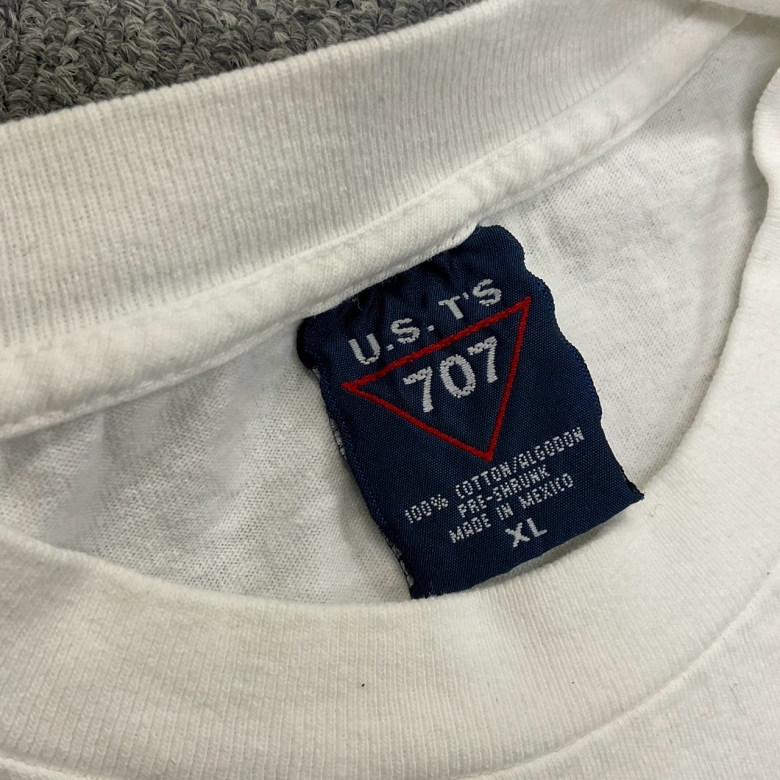 U.S. T'S
707
100% COTTON/ALGODON
PRE-SHRUNK
MADE IN MEXICO
XL